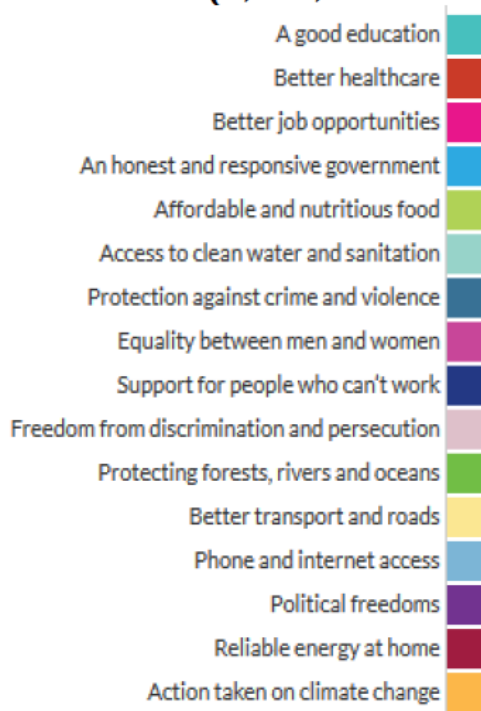 A good education
Better healthcare
Better job opportunities
An honest and responsive government
Affordable and nutritious food
Access to clean water and sanitation
Protection against crime and violence
Equality between men and women
Support for people who can't work
Freedom from discrimination and persecution
Protecting forests, rivers and oceans
Better transport and roads
Phone and internet access
Political freedoms
Reliable energy at home
Action taken on climate change